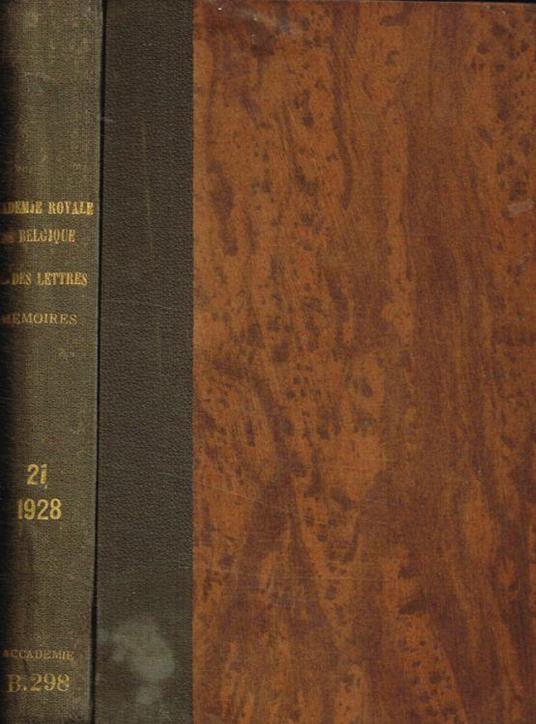 ADEMIE ROYALE
BELGIQUE
DES LETTRES
MEMOIRES
21
1928
ACCADEMIE
B.298